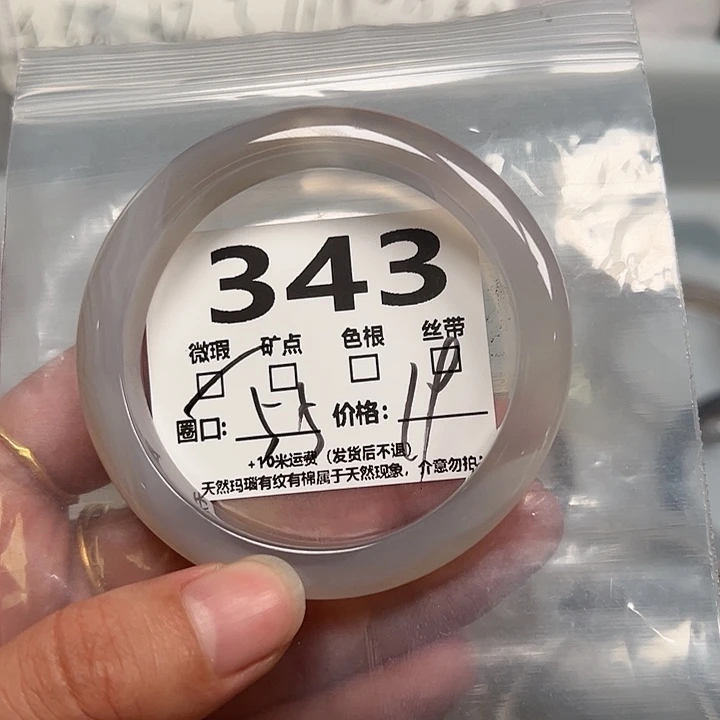 343
微瑕 矿点 色根 丝带
圈口: 价格:
+10米运费(发货后不退)
天然玛瑙有纹有棉属于天然现象,介意勿拍